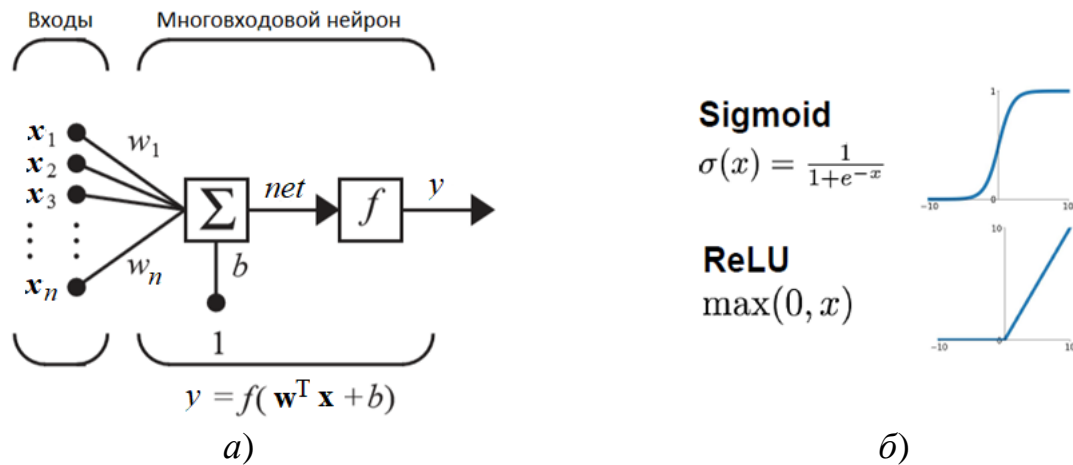 Входы
Многовходовой нейрон
x₁
x₂
x₃
xₙ
w₁
wₙ
Σ
net
f
y
b
1
y = f( wᵀ x + b)
а)
Sigmoid
σ(x) = 1/(1+e⁻ˣ)
1
0
-10
10
ReLU
max(0, x)
10
0
-10
10
б)